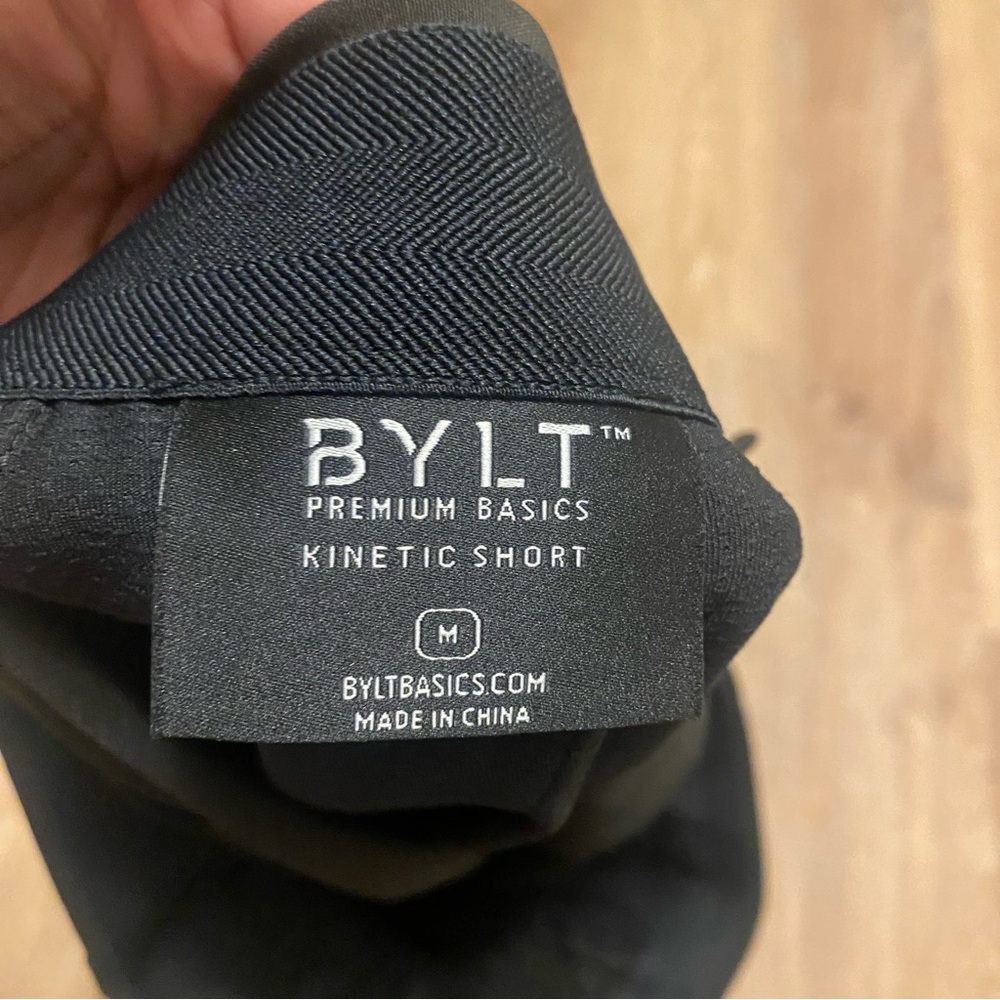 BYLT™
PREMIUM BASICS
KINETIC SHORT
M
BYLTBASICS.COM
MADE IN CHINA